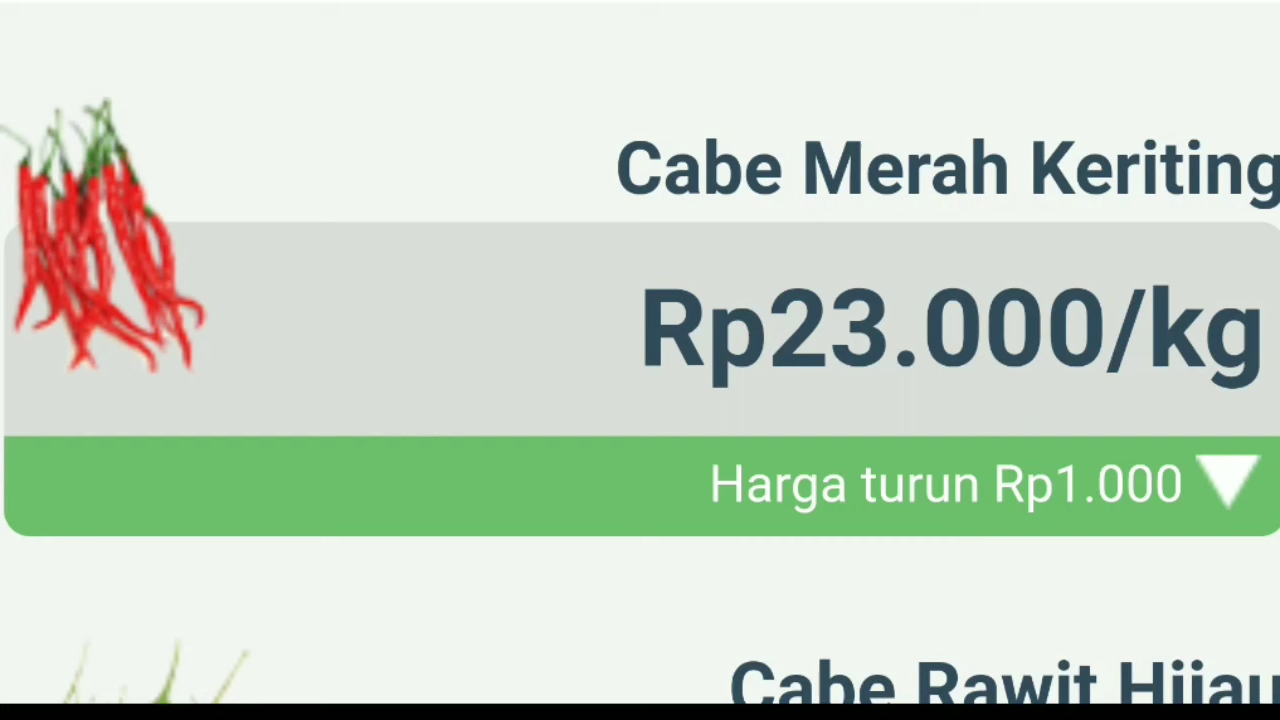 Cabe Merah Keriting
Rp23.000/kg
Harga turun Rp1.000
Cabe Rawit Hijau